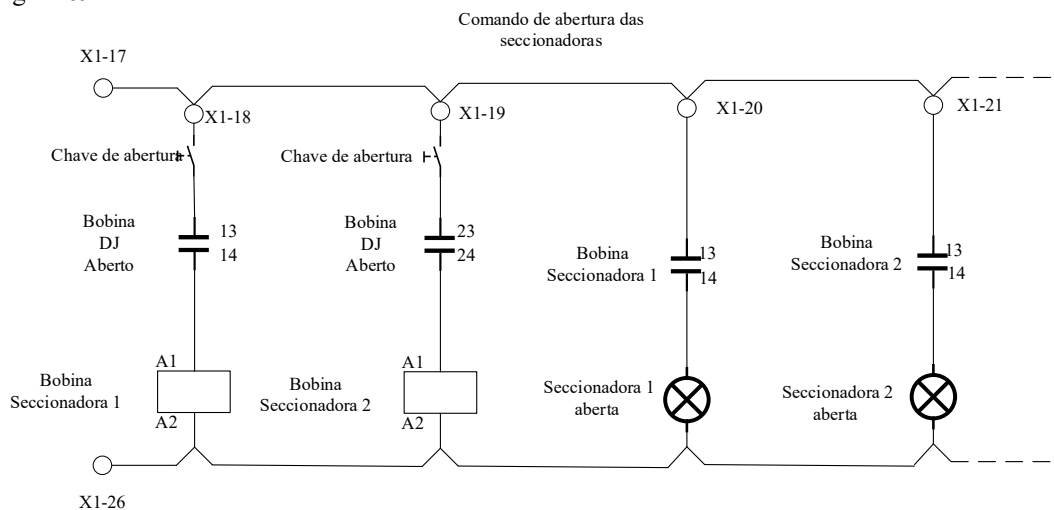 Comando de abertura das
seccionadoras
X1-17
X1-18
X1-19
X1-20
X1-21
Chave de abertura
Chave de abertura
Bobina
DJ
Aberto
13
14
Bobina
DJ
Aberto
23
24
Bobina
Seccionadora 1
13
14
Bobina
Seccionadora 2
13
14
Bobina
Seccionadora 1
A1
A2
Bobina
Seccionadora 2
A1
A2
Seccionadora 1
aberta
Seccionadora 2
aberta
X1-26